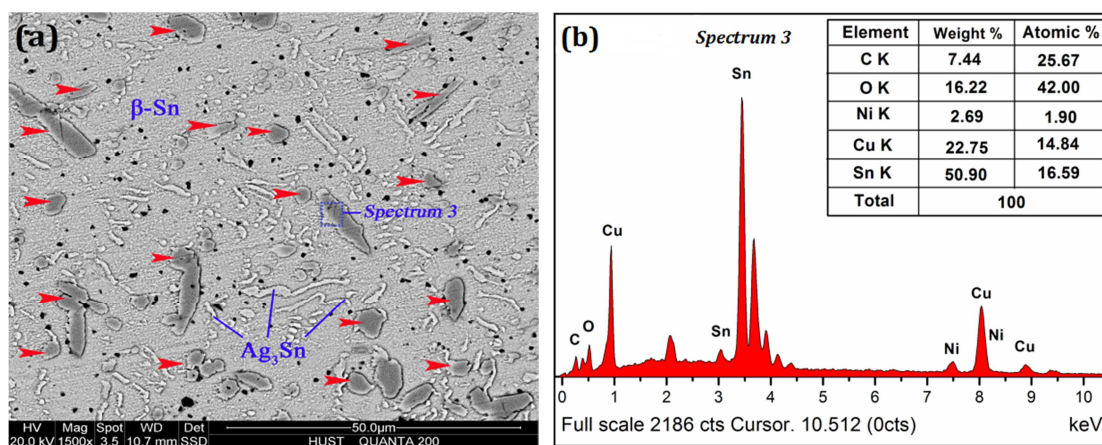 (a)
β-Sn
Spectrum 3
Ag₃Sn
HV Mag Spot WD Det 50.0µm
20.0 kV 1500x 3.5 10.7 mm SSD HUST QUANTA 200
(b)
Spectrum 3
Element Weight % Atomic %
C K 7.44 25.67
O K 16.22 42.00
Ni K 2.69 1.90
Cu K 22.75 14.84
Sn K 50.90 16.59
Total 100
Sn
Cu
C O Sn Ni Cu Ni Cu
0 1 2 3 4 5 6 7 8 9 10
Full scale 2186 cts Cursor. 10.512 (0cts) keV